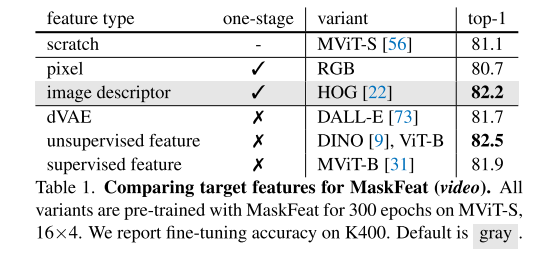 feature type one-stage variant top-1
scratch - MViT-S [56] 81.1
pixel ✓ RGB 80.7
image descriptor ✓ HOG [22] 82.2
dVAE ✗ DALL-E [73] 81.7
unsupervised feature ✗ DINO [9], ViT-B 82.5
supervised feature ✗ MViT-B [31] 81.9
Table 1. Comparing target features for MaskFeat (video). All
variants are pre-trained with MaskFeat for 300 epochs on MViT-S,
16×4. We report fine-tuning accuracy on K400. Default is gray .